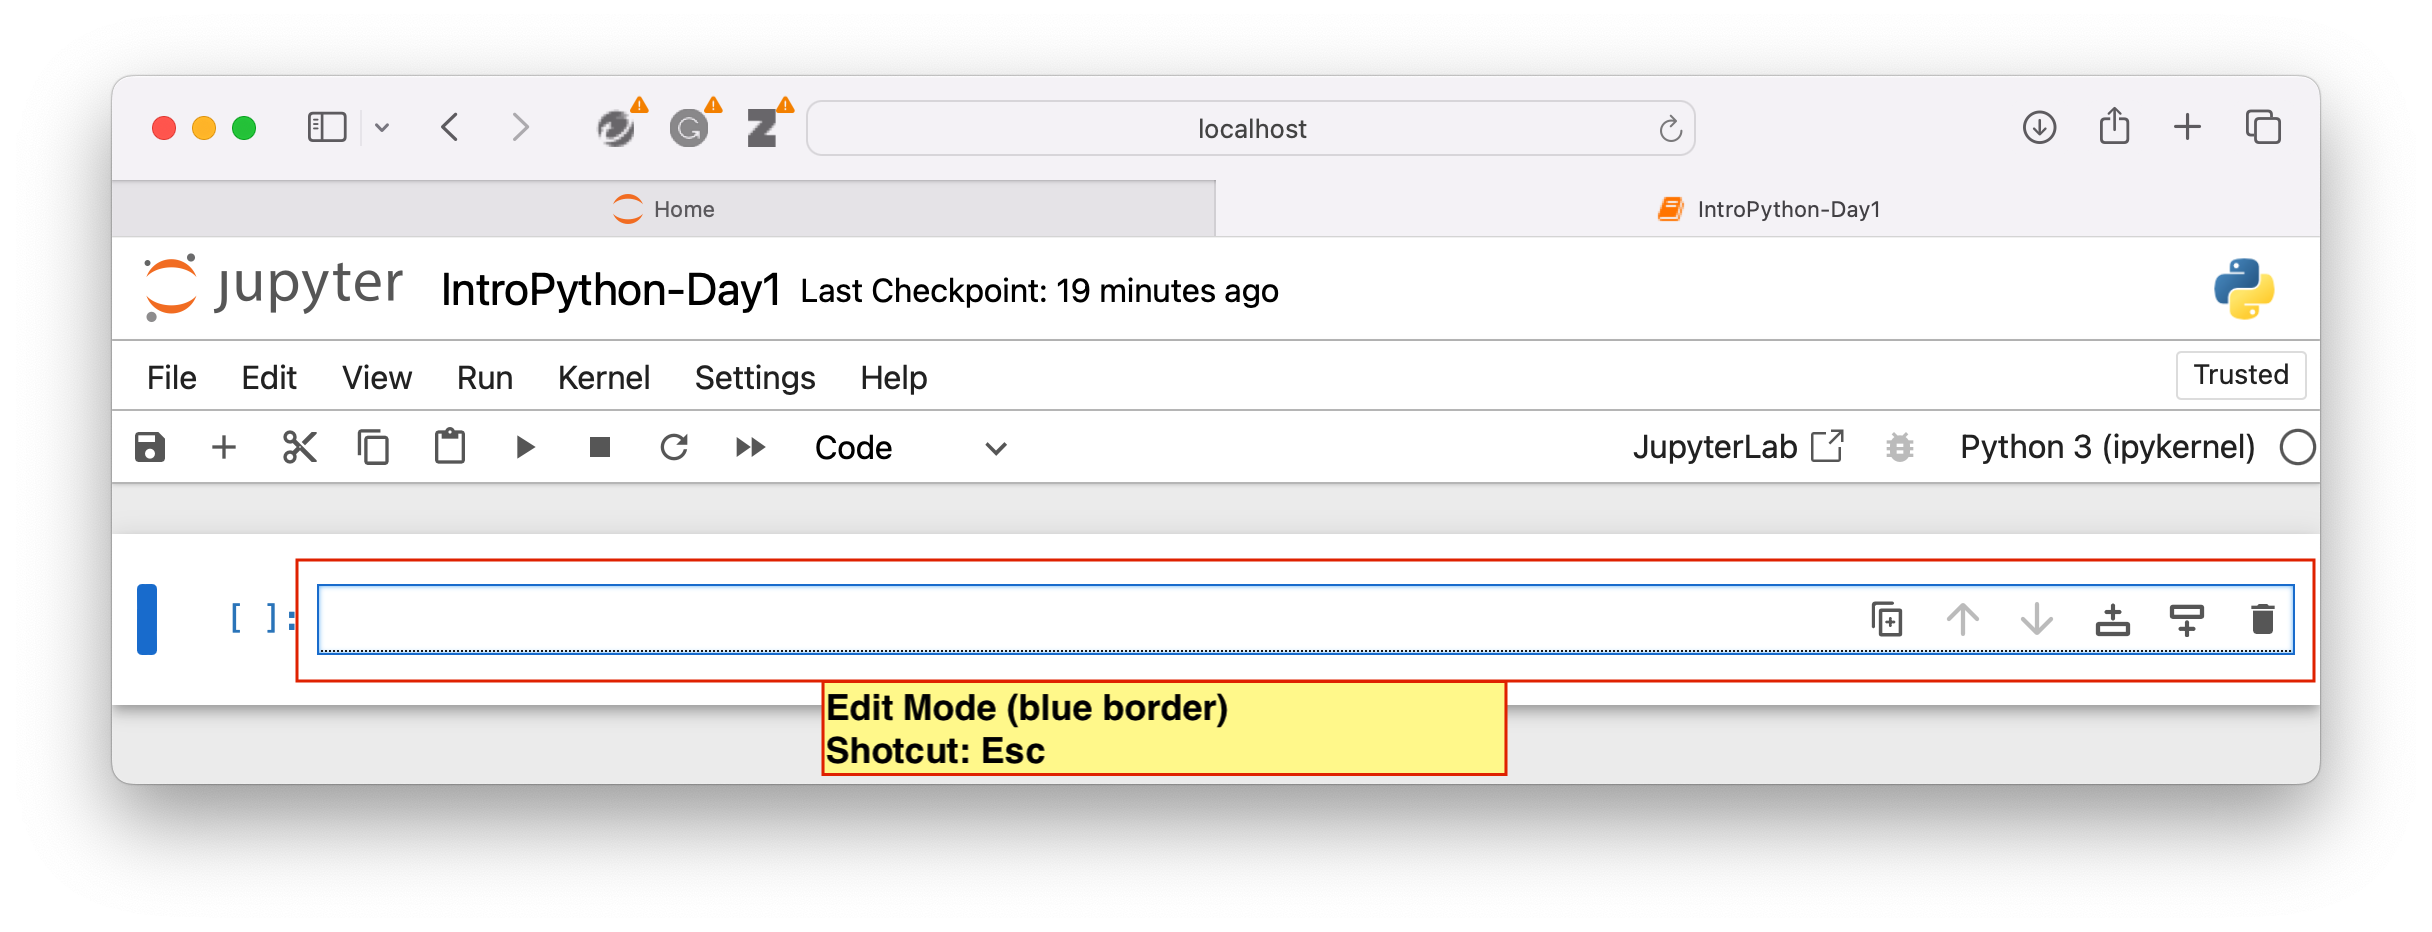 localhost
Home
IntroPython-Day1
jupyter IntroPython-Day1 Last Checkpoint: 19 minutes ago
File Edit View Run Kernel Settings Help Trusted
Code JupyterLab Python 3 (ipykernel)
[ ]:
Edit Mode (blue border)
Shotcut: Esc